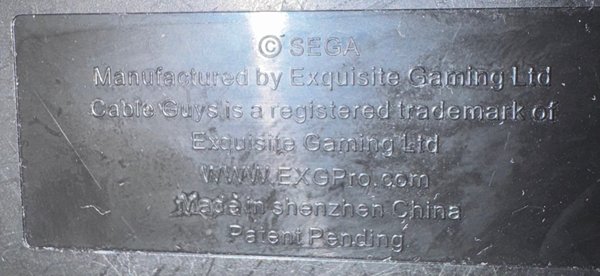 © SEGA
Manufactured by Exquisite Gaming Ltd
Cable Guys is a registered trademark of
Exquisite Gaming Ltd
WWW.EXGPro.com
Made in shenzhen China
Patent Pending